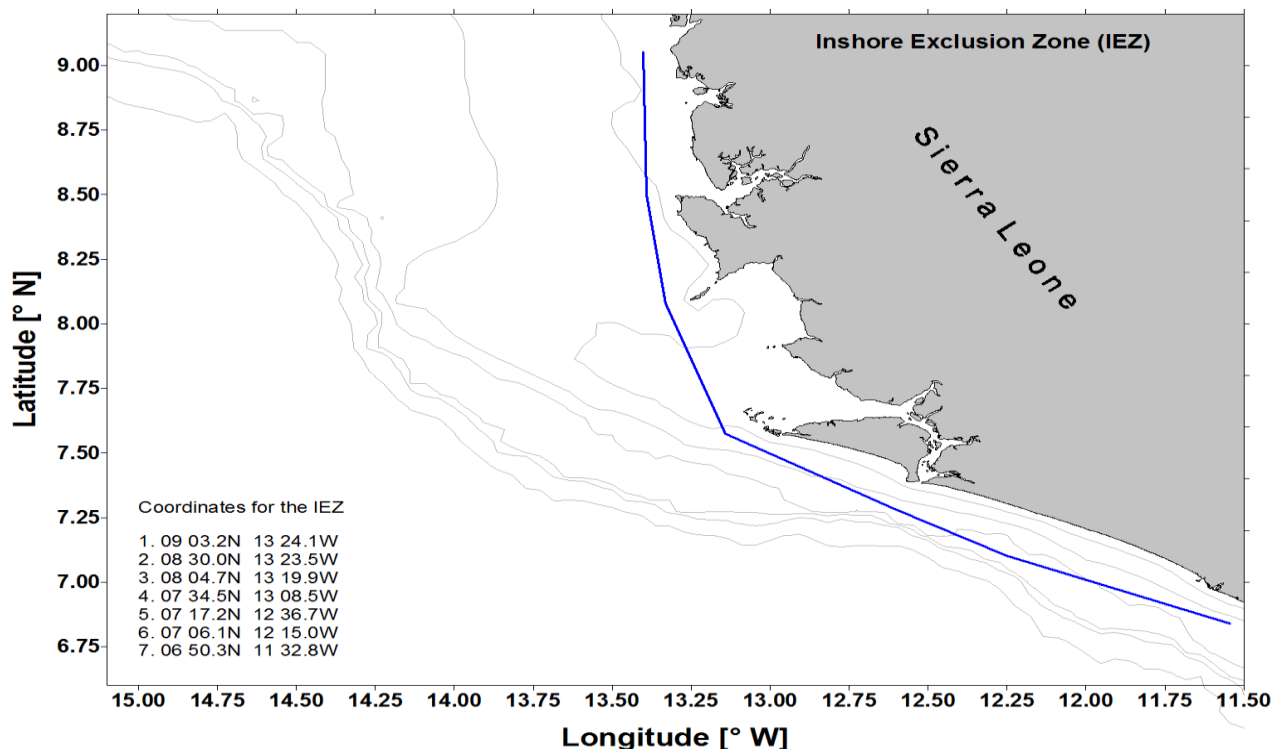 Inshore Exclusion Zone (IEZ)
Sierra Leone
Latitude [° N]
9.00
8.75
8.50
8.25
8.00
7.75
7.50
7.25
7.00
6.75
Coordinates for the IEZ
1. 09 03.2N 13 24.1W
2. 08 30.0N 13 23.5W
3. 08 04.7N 13 19.9W
4. 07 34.5N 13 08.5W
5. 07 17.2N 12 36.7W
6. 07 06.1N 12 15.0W
7. 06 50.3N 11 32.8W
15.00 14.75 14.50 14.25 14.00 13.75 13.50 13.25 13.00 12.75 12.50 12.25 12.00 11.75 11.50
Longitude [° W]